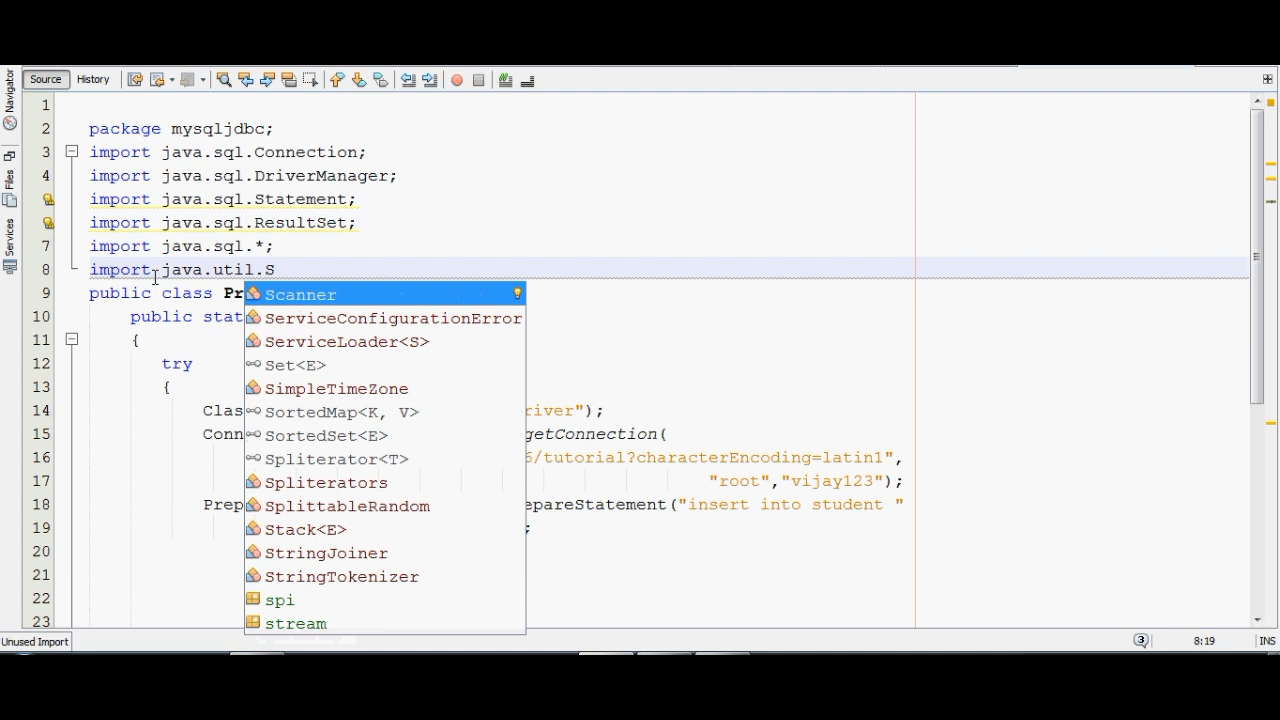 Source History
Navigator
Files
Services
1
2 package mysqljdbc;
3 import java.sql.Connection;
4 import java.sql.DriverManager;
import java.sql.Statement;
import java.sql.ResultSet;
7 import java.sql.*;
8 import java.util.S
9 public class Pr
10 public stat
11 {
12 try
13 {
14 Clas river");
15 Conn getConnection(
16 6/tutorial?characterEncoding=latin1",
17 "root","vijay123");
18 Prep epareStatement("insert into student "
19 ;
20
21
22
23
Scanner
ServiceConfigurationError
ServiceLoader<S>
Set<E>
SimpleTimeZone
SortedMap<K, V>
SortedSet<E>
Spliterator<T>
Spliterators
SplittableRandom
Stack<E>
StringJoiner
StringTokenizer
spi
stream
Unused Import 3 8:19 INS